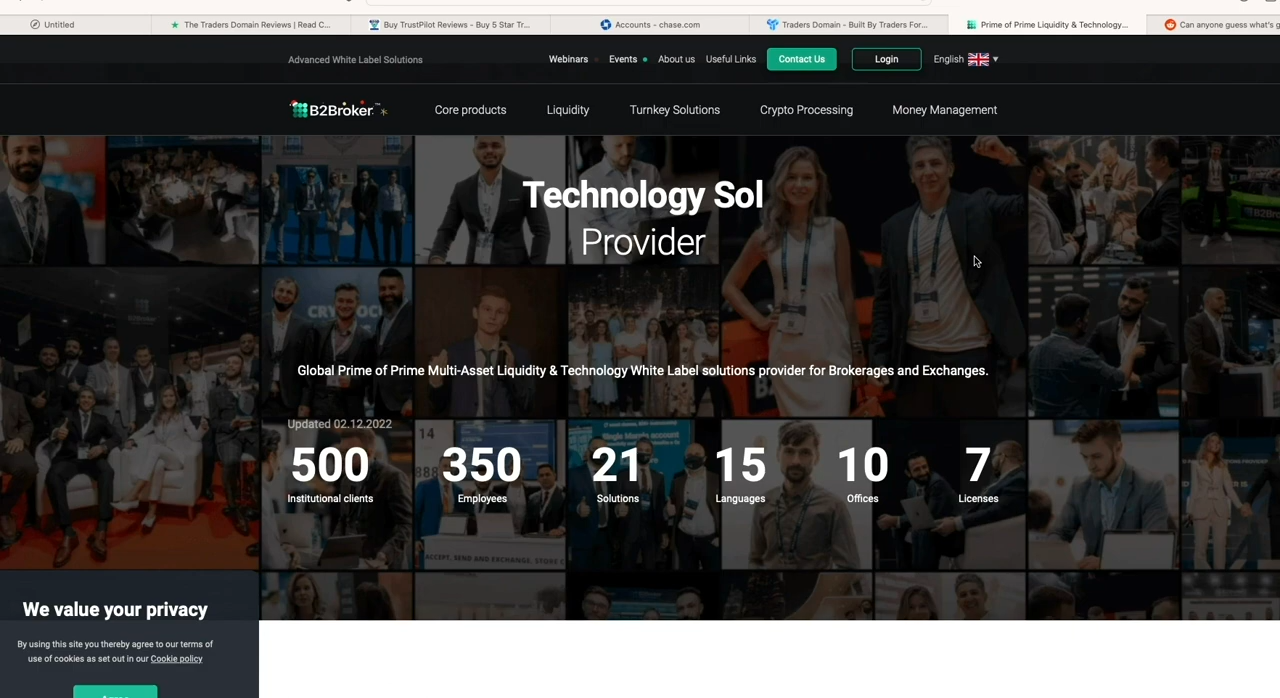 Untitled
The Traders Domain Reviews | Read C...
Buy TrustPilot Reviews - Buy 5 Star Tr...
Accounts - chase.com
Traders Domain - Built By Traders For...
Prime of Prime Liquidity & Technology...
Can anyone guess what's g
Advanced White Label Solutions
Webinars
Events
About us
Useful Links
Contact Us
Login
English
B2Broker
Core products
Liquidity
Turnkey Solutions
Crypto Processing
Money Management
Technology Sol
Provider
Global Prime of Prime Multi-Asset Liquidity & Technology White Label solutions provider for Brokerages and Exchanges.
Updated 02.12.2022
500
Institutional clients
350
Employees
21
Solutions
15
Languages
10
Offices
7
Licenses
We value your privacy
By using this site you thereby agree to our terms of
use of cookies as set out in our Cookie policy